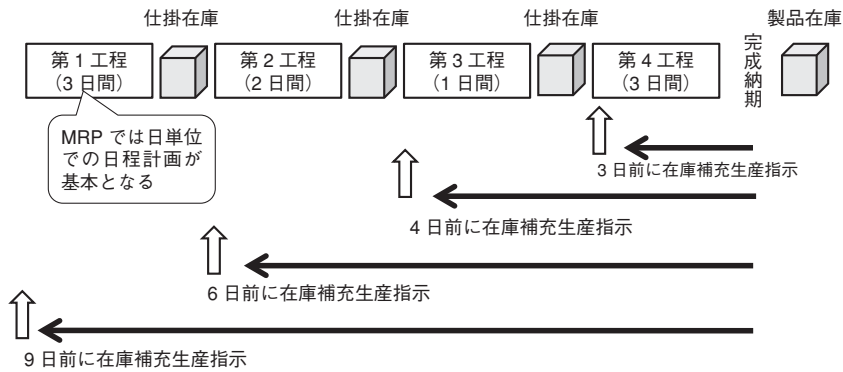 仕掛在庫
仕掛在庫
仕掛在庫
製品在庫
第1工程
(3日間)
第2工程
(2日間)
第3工程
(1日間)
第4工程
(3日間)
完成納期
MRPでは日単位
での日程計画が
基本となる
3日前に在庫補充生産指示
4日前に在庫補充生産指示
6日前に在庫補充生産指示
9日前に在庫補充生産指示